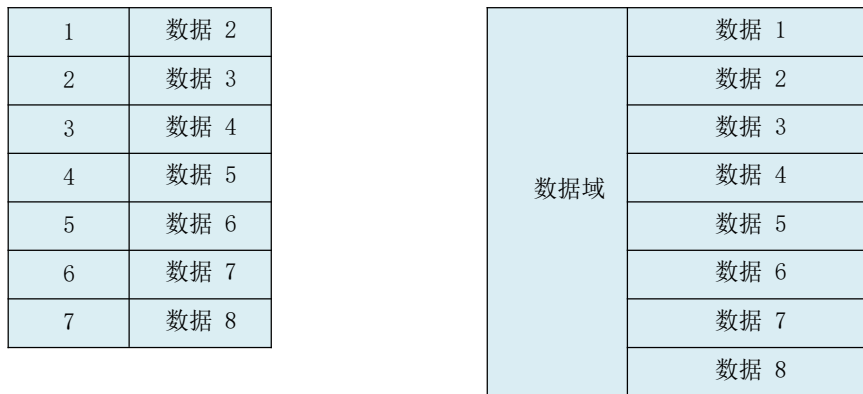 1 数据 2
2 数据 3
3 数据 4
4 数据 5
5 数据 6
6 数据 7
7 数据 8
数据域
数据 1
数据 2
数据 3
数据 4
数据 5
数据 6
数据 7
数据 8